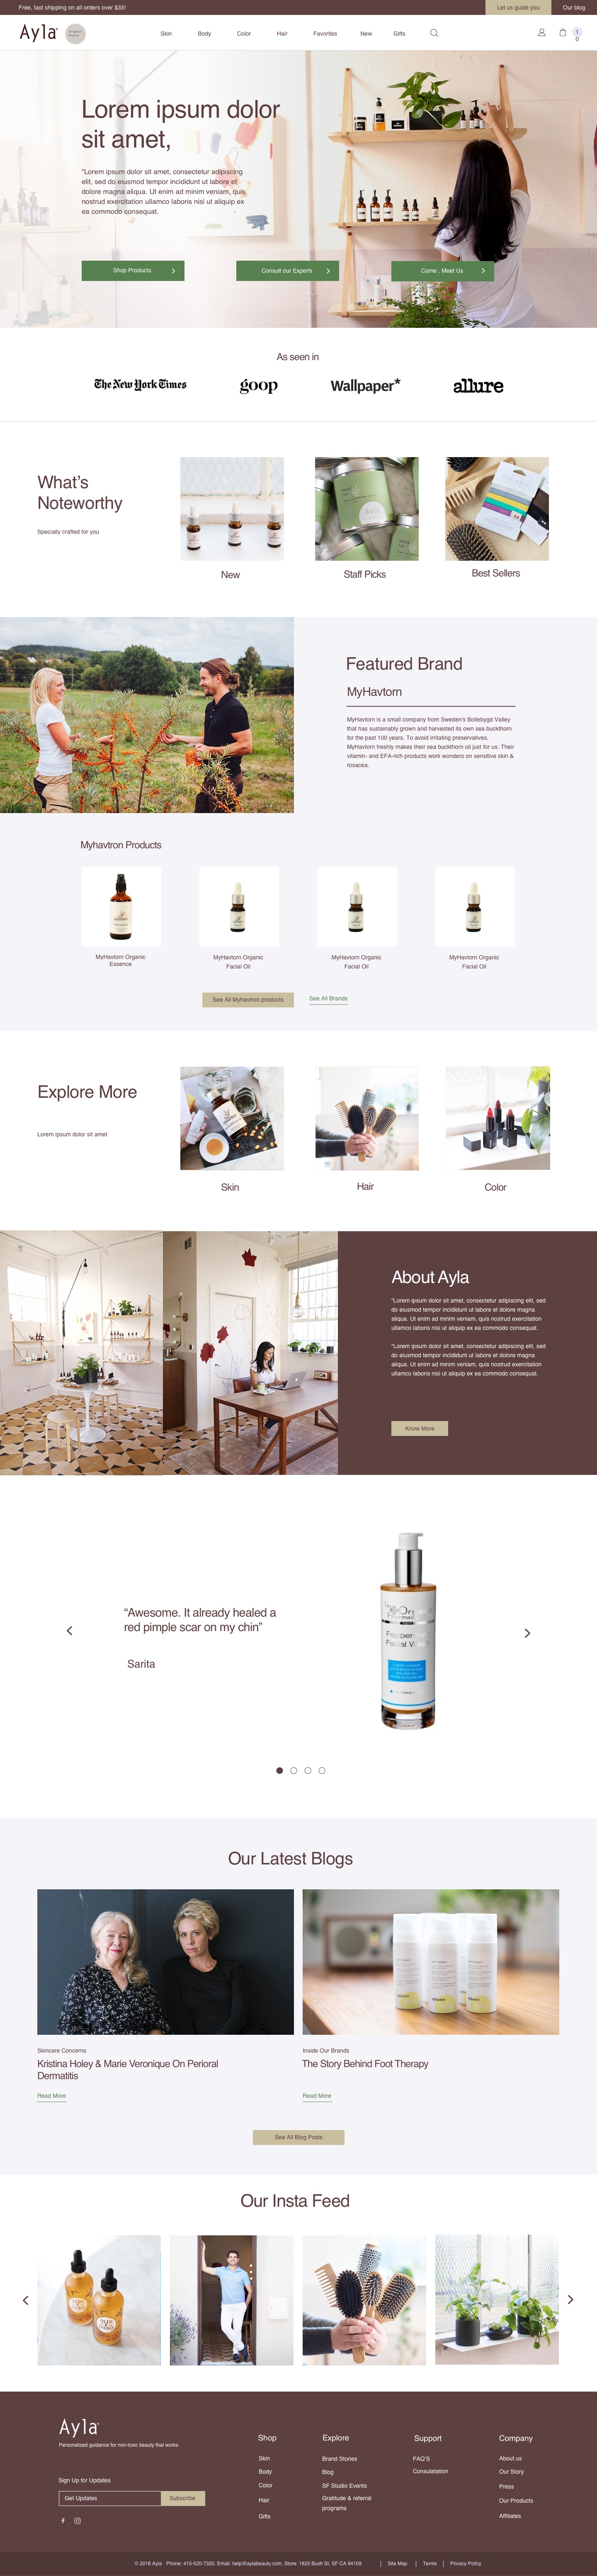 Free, fast shipping on all orders over $35!
Let us guide you
Our blog
Ayla
Skin
Body
Color
Hair
Favorites
New
Gifts
1
0
Lorem ipsum dolor
sit amet,
"Lorem ipsum dolor sit amet, consectetur adipiscing
elit, sed do eiusmod tempor incididunt ut labore et
dolore magna aliqua. Ut enim ad minim veniam, quis
nostrud exercitation ullamco laboris nisi ut aliquip ex
ea commodo consequat.
Shop Products
Consult our Experts
Come , Meet Us
As seen in
The New York Times
goop
Wallpaper*
allure
What's
Noteworthy
Specially crafted for you
New
Staff Picks
Best Sellers
Featured Brand
MyHavtorn
MyHavtorn is a small company from Sweden's Bollebygd Valley
that has sustainably grown and harvested its own sea buckthorn
for the past 100 years. To avoid irritating preservatives,
MyHavtorn freshly makes their sea buckthorn oil just for us. Their
vitamin- and EFA-rich products work wonders on sensitive skin &
rosacea.
Myhavtron Products
MyHavtorn Organic
Essence
MyHavtorn Organic
Facial Oil
MyHavtorn Organic
Facial Oil
MyHavtorn Organic
Facial Oil
See All Myhavtron products
See All Brands
Explore More
Lorem ipsum dolor sit amet
Skin
Hair
Color
About Ayla
"Lorem ipsum dolor sit amet, consectetur adipiscing elit, sed
do eiusmod tempor incididunt ut labore et dolore magna
aliqua. Ut enim ad minim veniam, quis nostrud exercitation
ullamco laboris nisi ut aliquip ex ea commodo consequat.
"Lorem ipsum dolor sit amet, consectetur adipiscing elit, sed
do eiusmod tempor incididunt ut labore et dolore magna
aliqua. Ut enim ad minim veniam, quis nostrud exercitation
ullamco laboris nisi ut aliquip ex ea commodo consequat.
Know More
“Awesome. It already healed a
red pimple scar on my chin”
Sarita
Our Latest Blogs
Skincare Concerns
Kristina Holey & Marie Veronique On Perioral
Dermatitis
Read More
Inside Our Brands
The Story Behind Foot Therapy
Read More
See All Blog Posts
Our Insta Feed
Ayla
Personalized guidance for non-toxic beauty that works
Sign Up for Updates
Get Updates
Subscribe
Shop
Skin
Body
Color
Hair
Gifts
Explore
Brand Stories
Blog
SF Studio Events
Gratitude & referral
programs
Support
FAQ'S
Consulatation
Company
About us
Our Story
Press
Our Products
Affiliates
© 2018 Ayla Phone: 415-520-7320. Email: help@aylabeauty.com. Store: 1825 Bush St, SF CA 94109 | Site Map | Terms | Privacy Policy